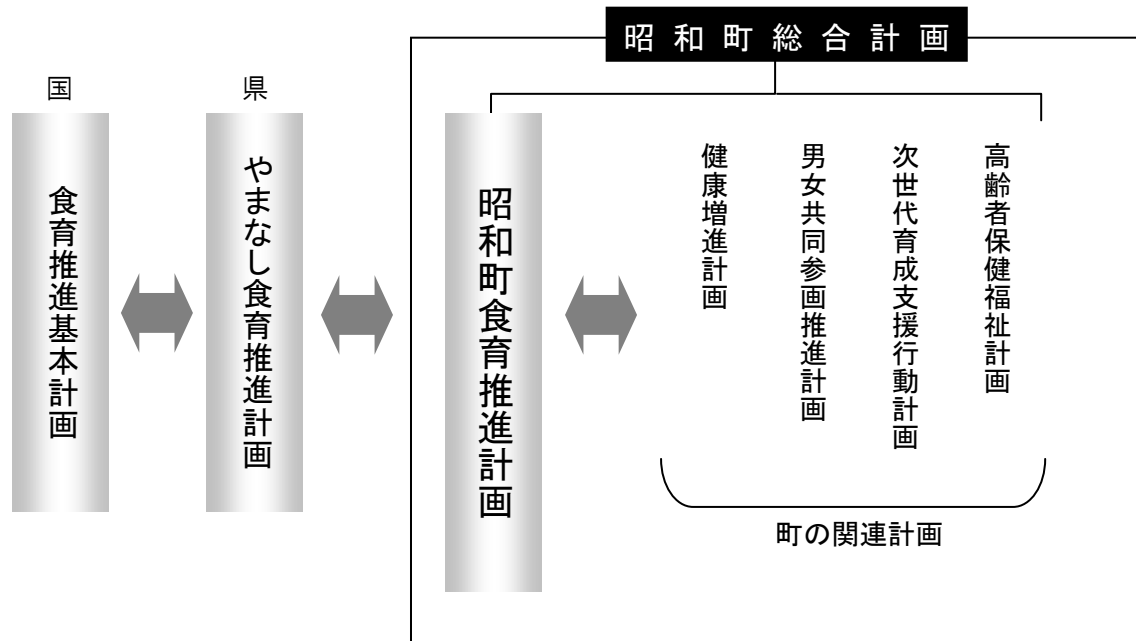 昭和町総合計画
国
県
食育推進基本計画
やまなし食育推進計画
昭和町食育推進計画
健康増進計画
男女共同参画推進計画
次世代育成支援行動計画
高齢者保健福祉計画
町の関連計画